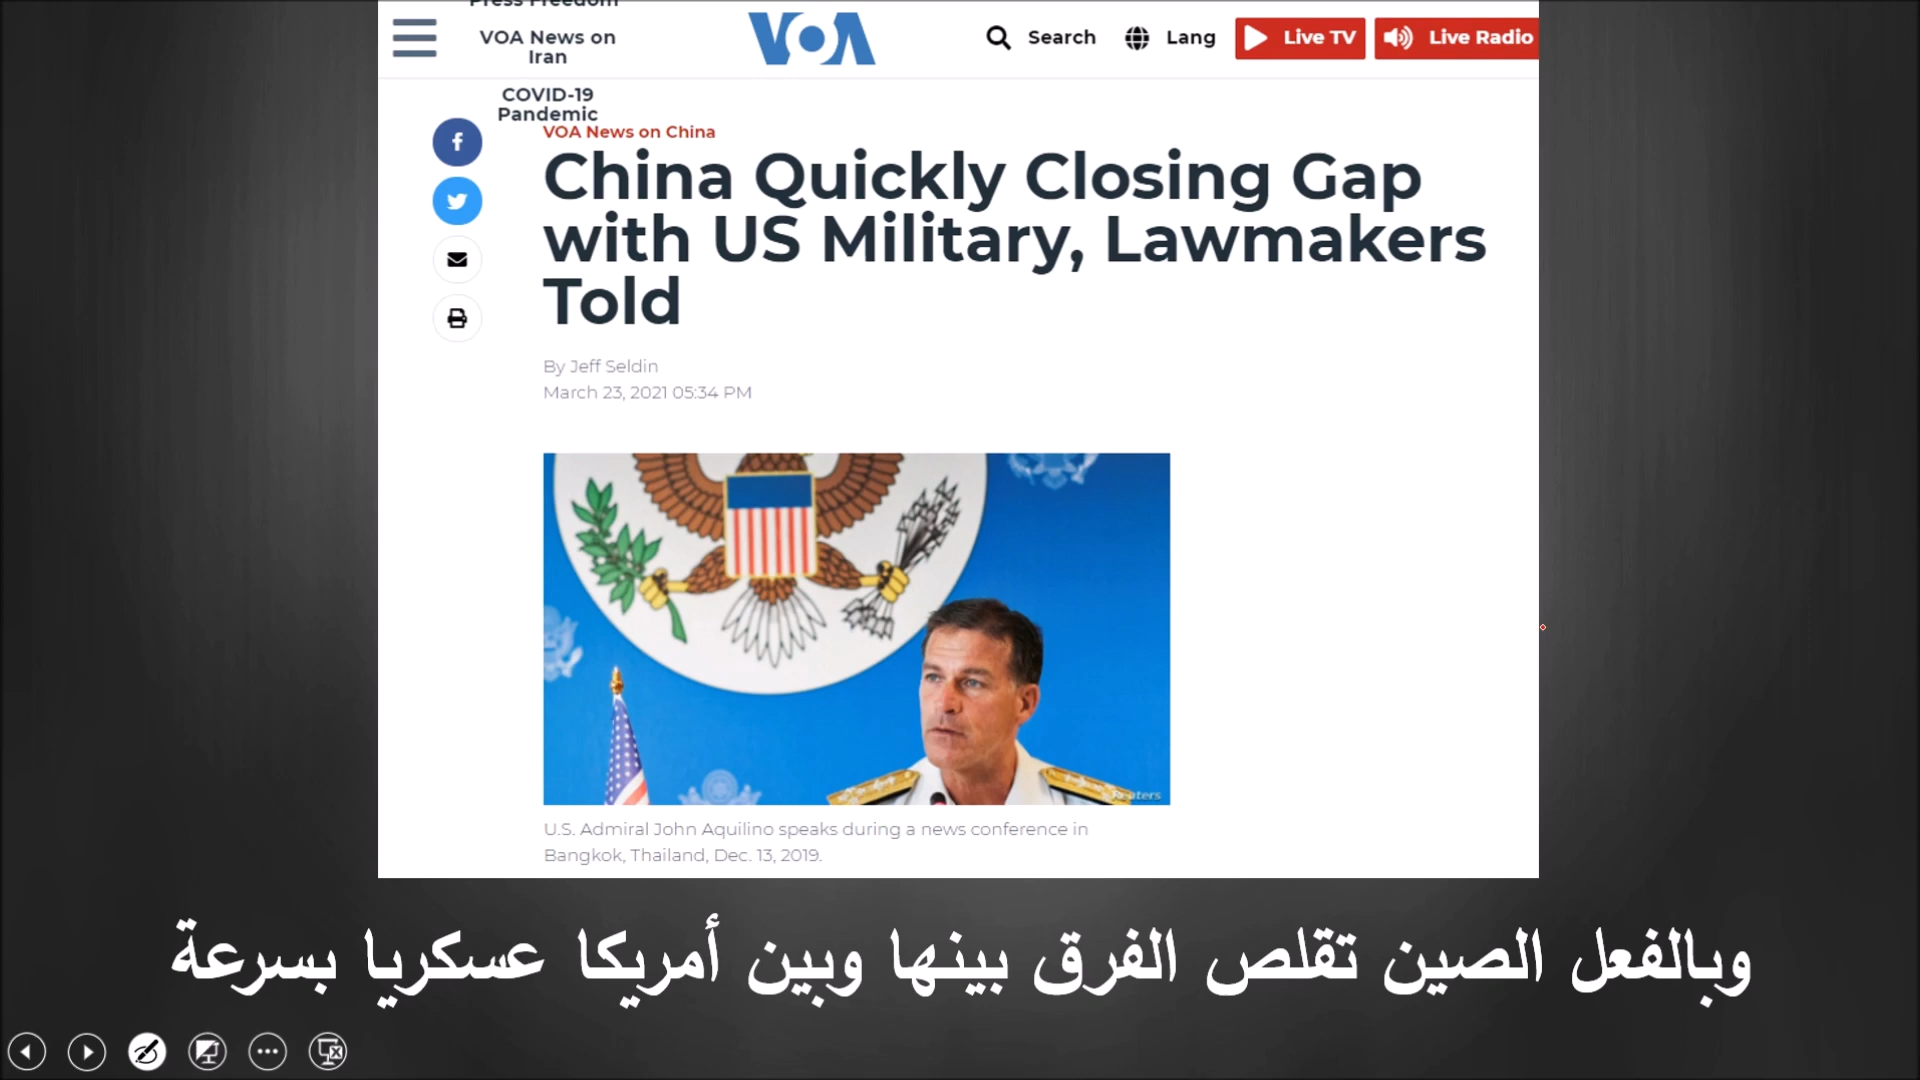 Press Freedom
VOA News on
Iran
COVID-19
Pandemic
VOA
Search
Lang
Live TV
Live Radio
VOA News on China
China Quickly Closing Gap
with US Military, Lawmakers
Told
By Jeff Seldin
March 23, 2021 05:34 PM
Reuters
U.S. Admiral John Aquilino speaks during a news conference in
Bangkok, Thailand, Dec. 13, 2019.
وبالفعل الصين تقلص الفرق بينها وبين أمريكا عسكريا بسرعة